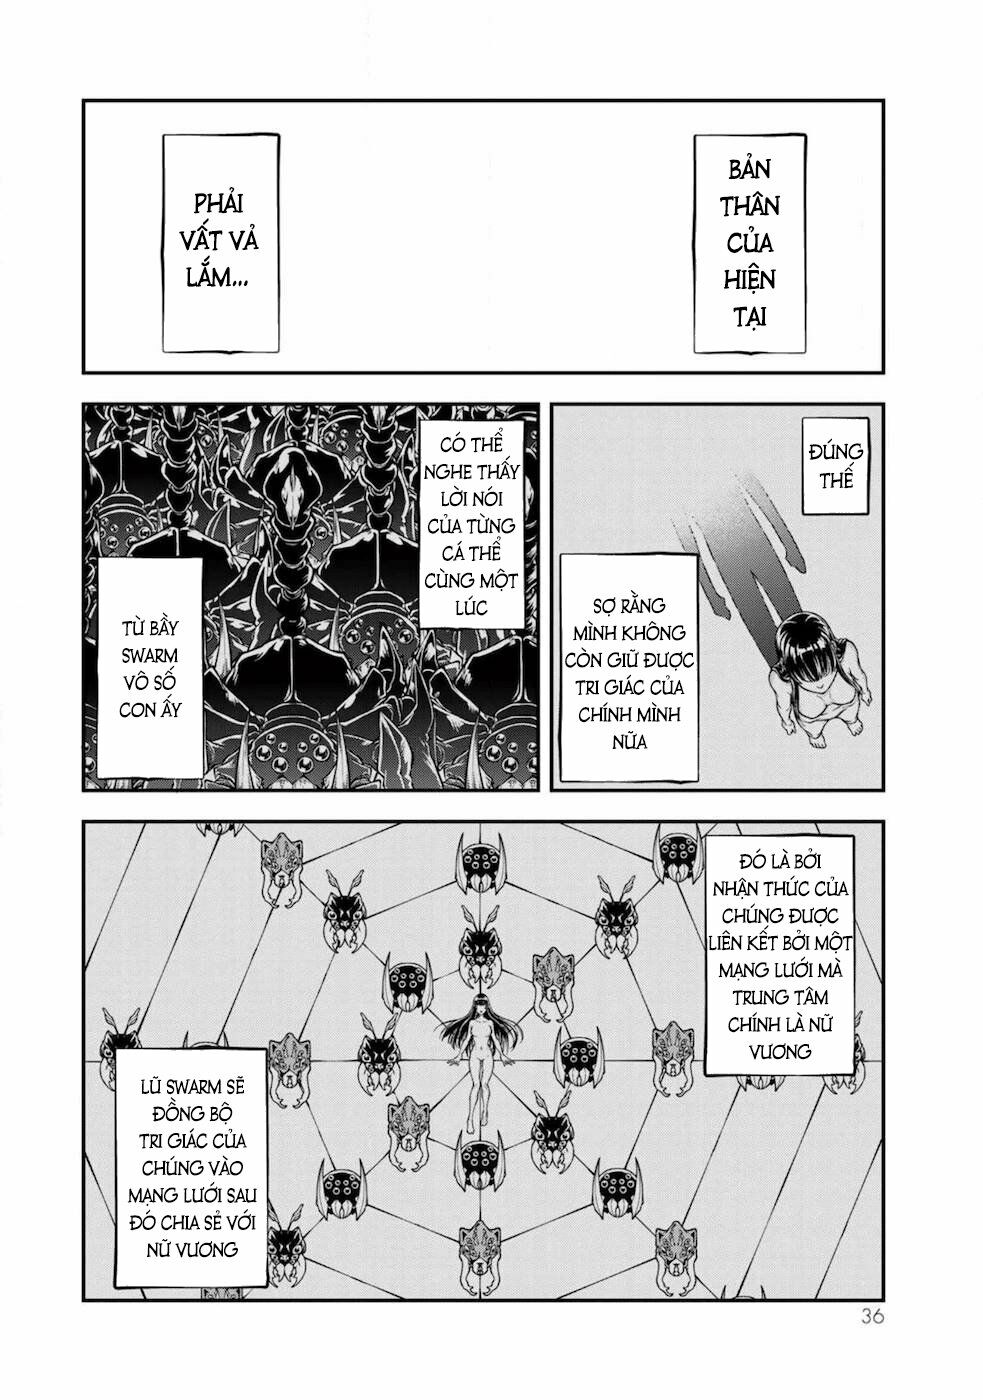 BẢN
THÂN
CỦA
HIỆN
TẠI
PHẢI
VẤT VẢ
LẮM...
ĐÚNG
THẾ
SỢ RẰNG
MÌNH KHÔNG
CÒN GIỮ ĐƯỢC
TRI GIÁC CỦA
CHÍNH MÌNH
NỮA
CÓ THỂ
NGHE THẤY
LỜI NÓI
CỦA TỪNG
CÁ THỂ
CÙNG MỘT
LÚC
TỪ BẦY
SWARM
VÔ SỐ
CON ẤY
ĐÓ LÀ BỞI
NHẬN THỨC CỦA
CHÚNG ĐƯỢC
LIÊN KẾT BỞI MỘT
MẠNG LƯỚI MÀ
TRUNG TÂM
CHÍNH LÀ NỮ
VƯƠNG
LŨ SWARM SẼ
ĐỒNG BỘ
TRI GIÁC CỦA
CHÚNG VÀO
MẠNG LƯỚI SAU
ĐÓ CHIA SẺ VỚI
NỮ VƯƠNG
36